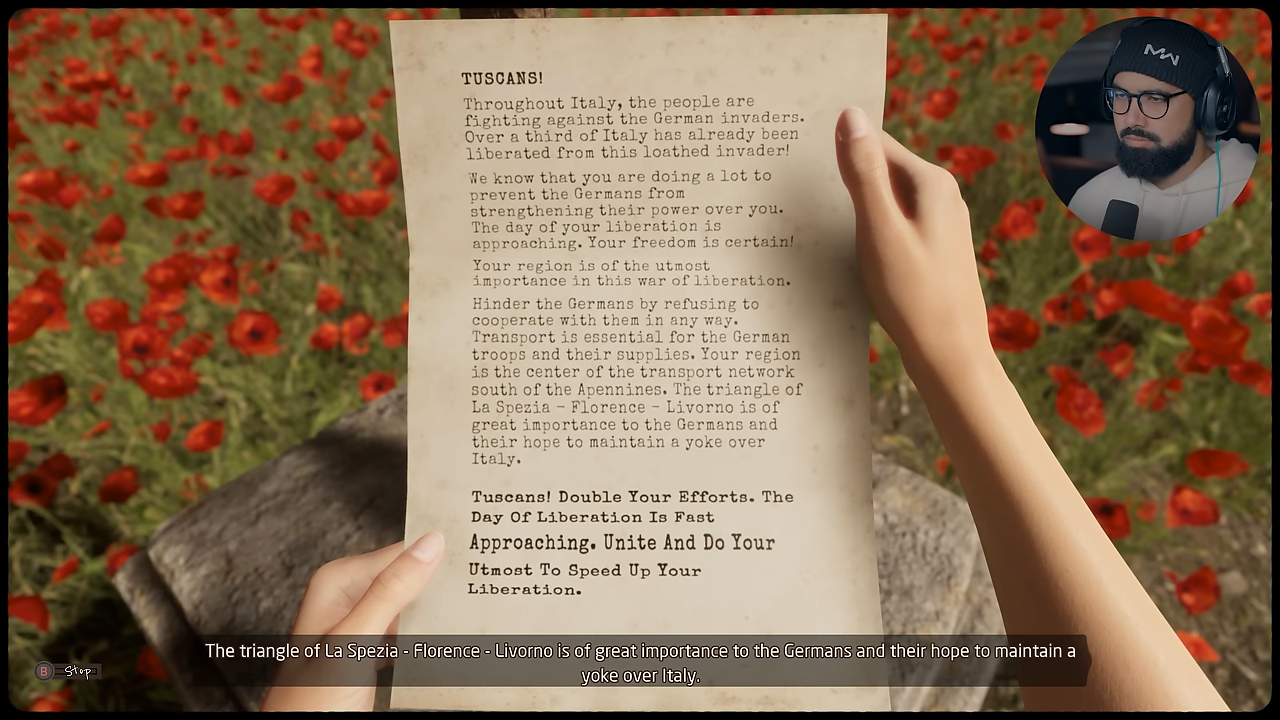 TUSCANS!
Throughout Italy, the people are
fighting against the German invaders.
Over a third of Italy has already been
liberated from this loathed invader!
We know that you are doing a lot to
prevent the Germans from
strengthening their power over you.
The day of your liberation is
approaching. Your freedom is certain!
Your region is of the utmost
importance in this war of liberation.
Hinder the Germans by refusing to
cooperate with them in any way.
Transport is essential for the German
troops and their supplies. Your region
is the center of the transport network
south of the Apennines. The triangle of
La Spezia - Florence - Livorno is of
great importance to the Germans and
their hope to maintain a yoke over
Italy.
Tuscans! Double Your Efforts. The
Day Of Liberation Is Fast
Approaching. Unite And Do Your
Utmost To Speed Up Your
Liberation.
The triangle of La Spezia - Florence - Livorno is of great importance to the Germans and their hope to maintain a
yoke over Italy.
B Stop